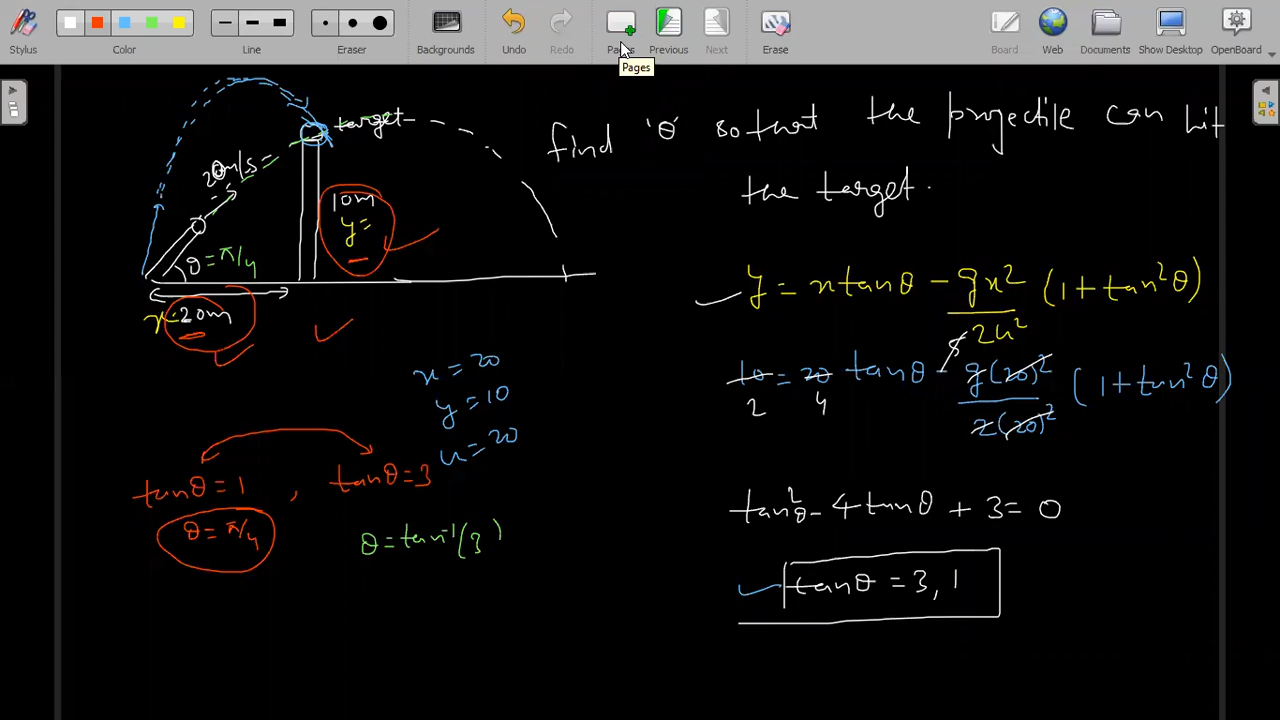 Stylus Color Line Eraser Backgrounds Undo Redo Pages Previous Next Erase Board Web Documents Show Desktop OpenBoard
Pages
target
find 'θ' so that the projectile can hit
the target.
20m/s
10m
y=
θ=π/4
x=20m
y = xtanθ - gx²/2u² (1+tan²θ)
x=20
y=10
u=20
10 = 20 tanθ - g(20)²/2(20)² (1+tan²θ)
2 4 5
tanθ=1, tanθ=3
θ=π/4
θ=tan⁻¹(3)
tan²θ-4tanθ+3=0
tanθ=3,1